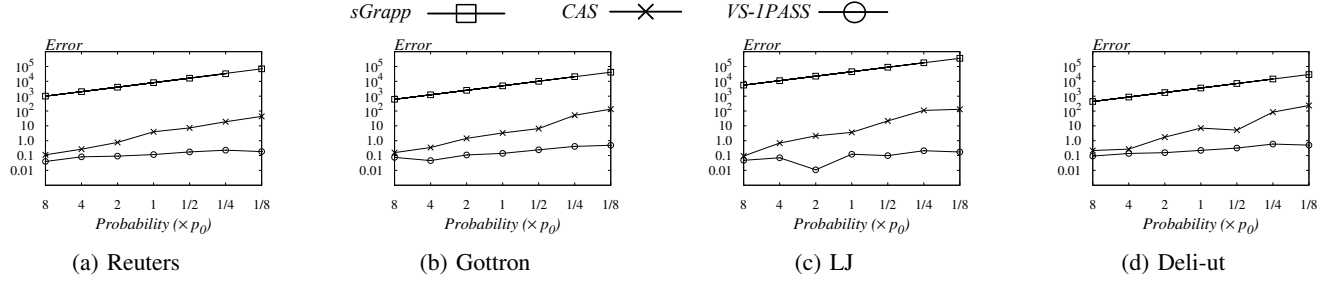 sGrapp CAS VS-1PASS
Error
10^5
10^4
10^3
10^2
10
1.0
0.1
0.01
8 4 2 1 1/2 1/4 1/8
Probability (× p_0)
(a) Reuters
Error
10^5
10^4
10^3
10^2
10
1.0
0.1
0.01
8 4 2 1 1/2 1/4 1/8
Probability (× p_0)
(b) Gottron
Error
10^5
10^4
10^3
10^2
10
1.0
0.1
0.01
8 4 2 1 1/2 1/4 1/8
Probability (× p_0)
(c) LJ
Error
10^5
10^4
10^3
10^2
10
1.0
0.1
0.01
8 4 2 1 1/2 1/4 1/8
Probability (× p_0)
(d) Deli-ut